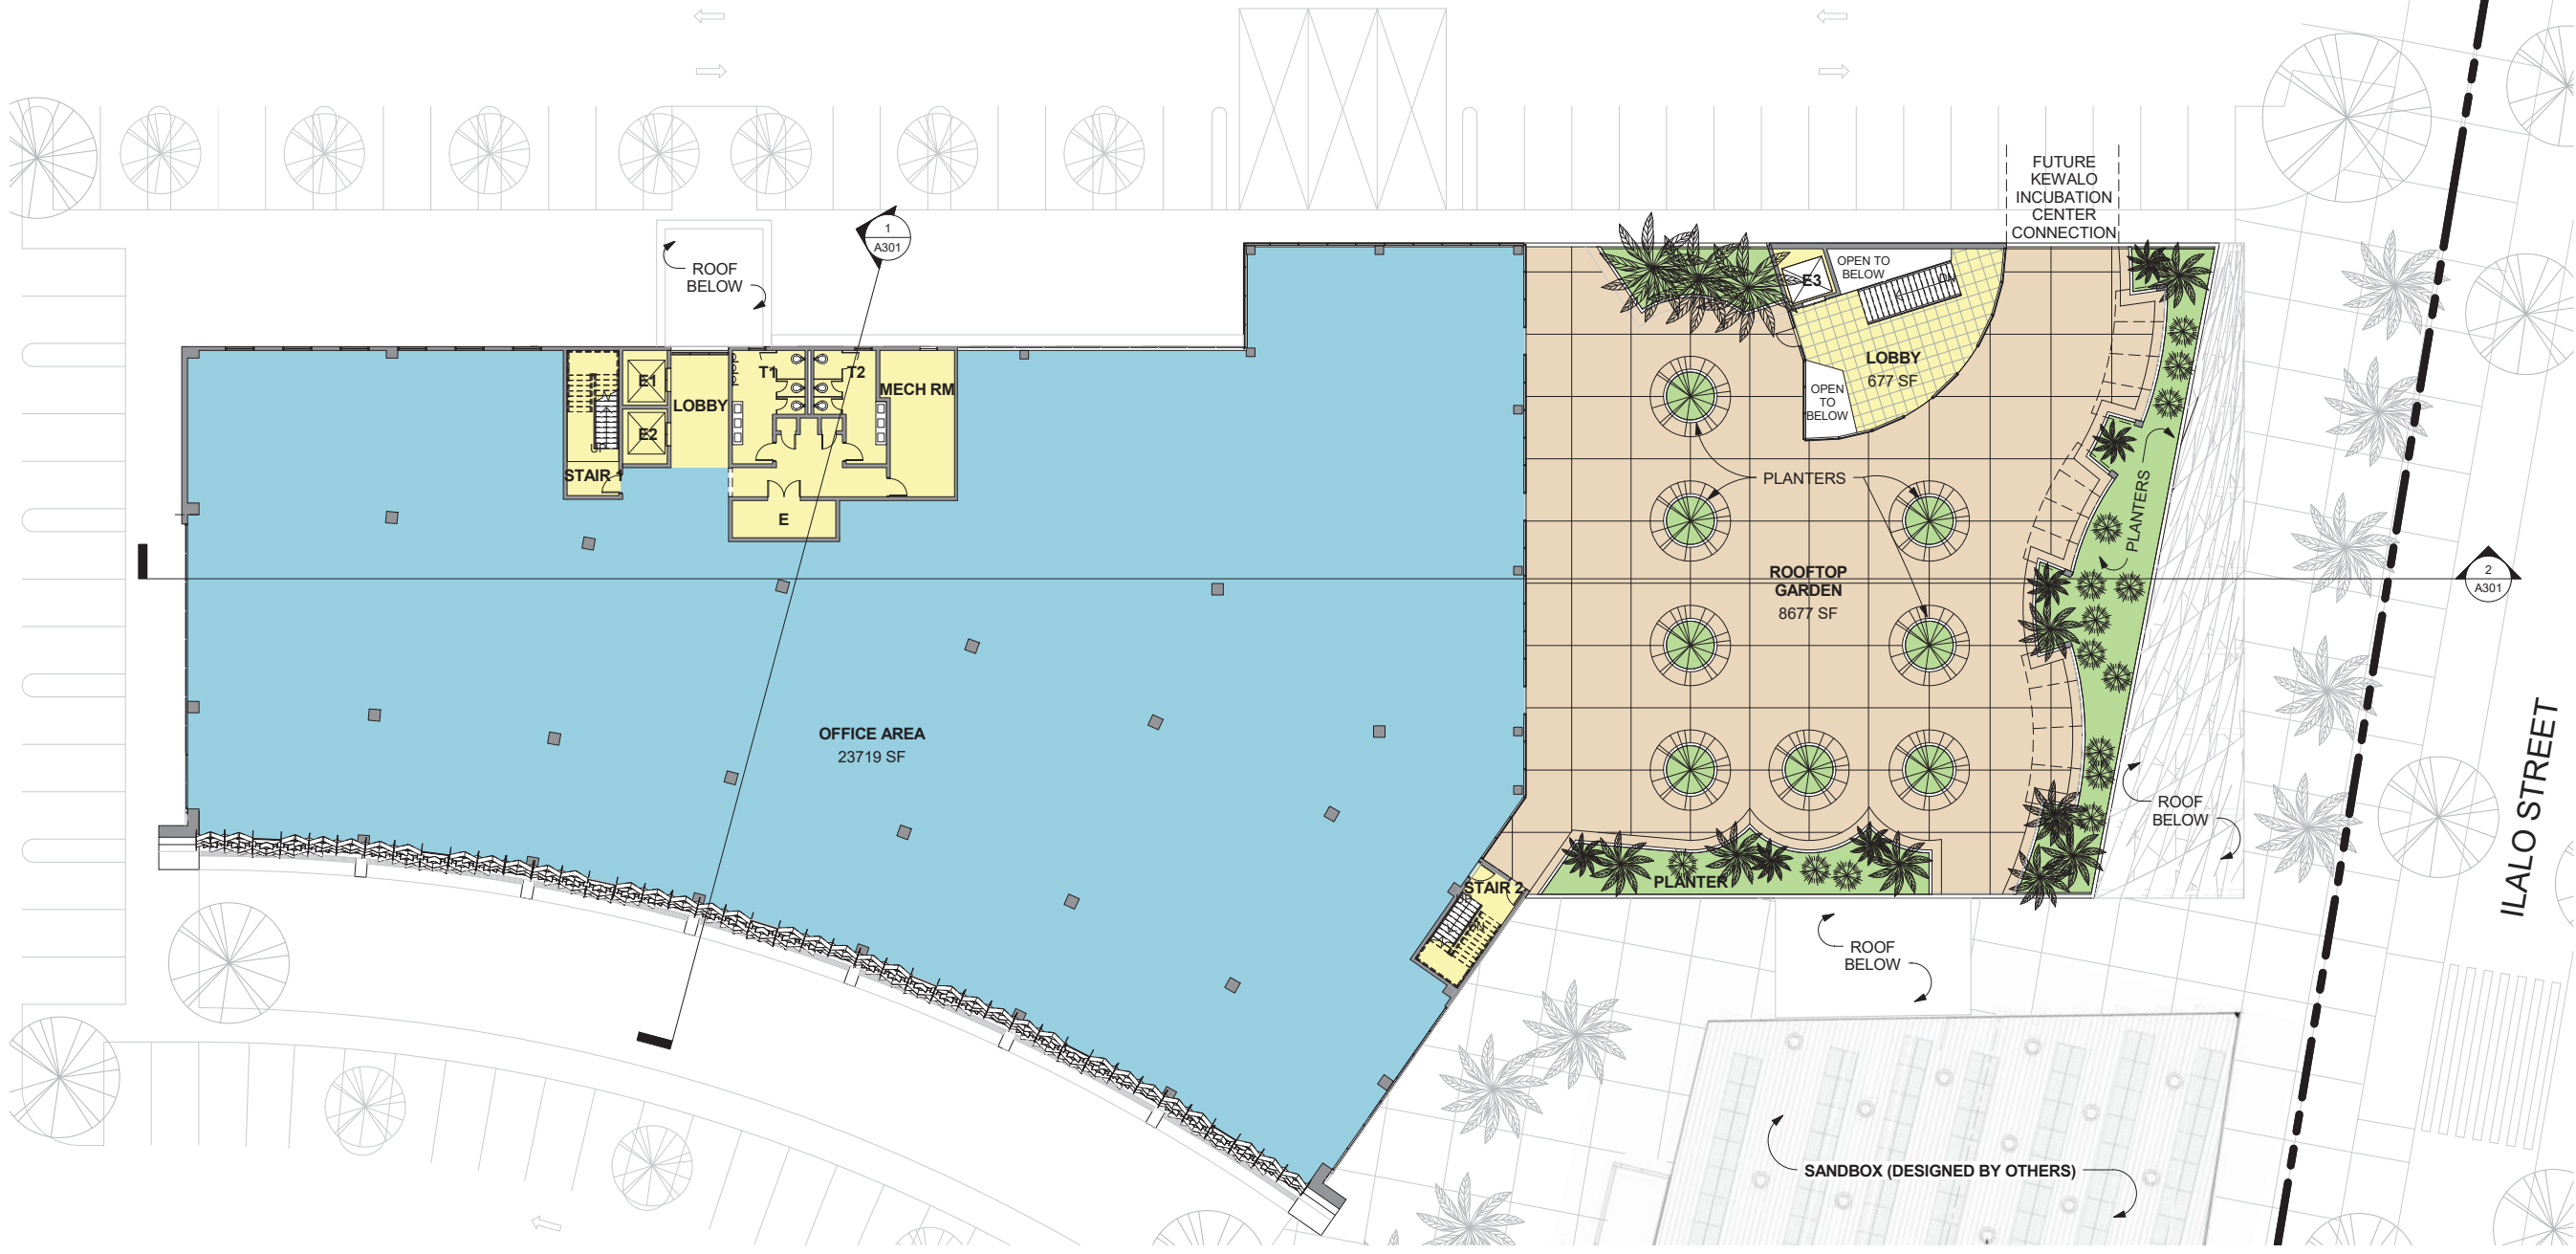 FUTURE
KEWALO
INCUBATION
CENTER
CONNECTION
1
A301
ROOF
BELOW
E3
OPEN TO
BELOW
DN
LOBBY
677 SF
OPEN
TO
BELOW
E1
E2
LOBBY
T1
T2
MECH RM
UP
STAIR 1
E
PLANTERS
PLANTERS
ROOFTOP
GARDEN
8677 SF
2
A301
OFFICE AREA
23719 SF
ROOF
BELOW
ILALO STREET
STAIR 2
PLANTER
ROOF
BELOW
SANDBOX (DESIGNED BY OTHERS)